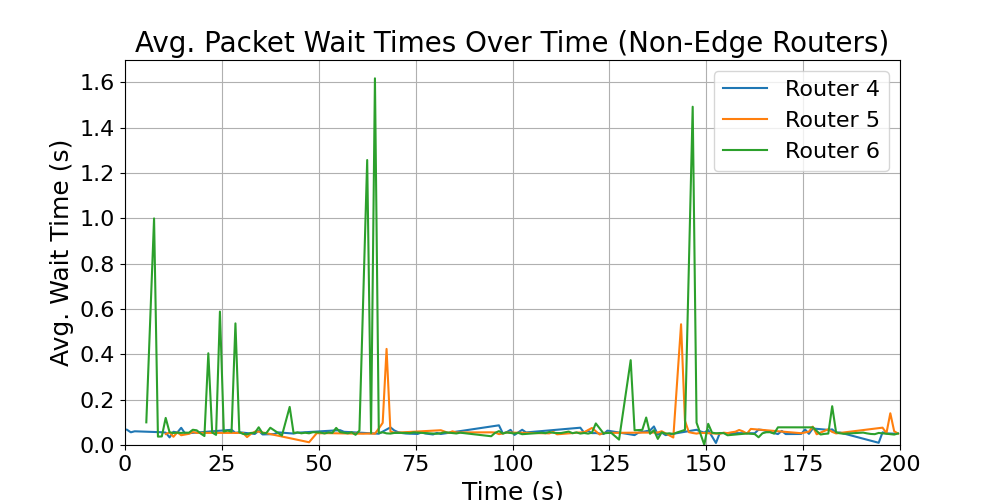 Avg. Packet Wait Times Over Time (Non-Edge Routers)
Avg. Wait Time (s)
1.6
1.4
1.2
1.0
0.8
0.6
0.4
0.2
0.0
Router 4
Router 5
Router 6
0 25 50 75 100 125 150 175 200
Time (s)